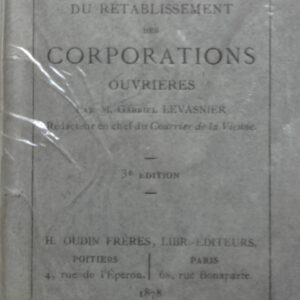 DU RÉTABLISSEMENT
DES
CORPORATIONS
OUVRIÈRES
PAR M. GABRIEL LEVASNIER
Rédacteur en chef du Courrier de la Vienne.
3e ÉDITION
H. OUDIN FRÈRES, LIBR.-ÉDITEURS,
POITIERS PARIS
4, rue de l'Éperon. 68, rue Bonaparte.
1878